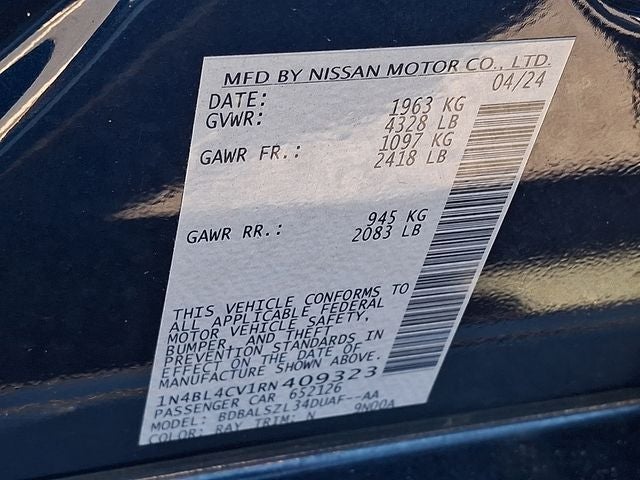 MFD BY NISSAN MOTOR CO., LTD.
DATE: 04/24
GVWR: 1963 KG
4328 LB
GAWR FR.: 1097 KG
2418 LB
GAWR RR.: 945 KG
2083 LB
THIS VEHICLE CONFORMS TO
ALL APPLICABLE FEDERAL
MOTOR VEHICLE SAFETY,
BUMPER, AND THEFT
PREVENTION STANDARDS IN
EFFECT ON THE DATE OF
MANUFACTURE SHOWN ABOVE.
1N4BL4CV1RN409323
PASSENGER CAR 652126
MODEL: BDBALSZL34DUAF--AA
COLOR: RAY TRIM: N 9N00A